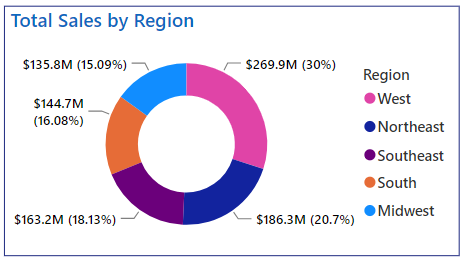 Total Sales by Region
$135.8M (15.09%)
$269.9M (30%)
$144.7M
(16.08%)
$163.2M (18.13%)
$186.3M (20.7%)
Region
West
Northeast
Southeast
South
Midwest